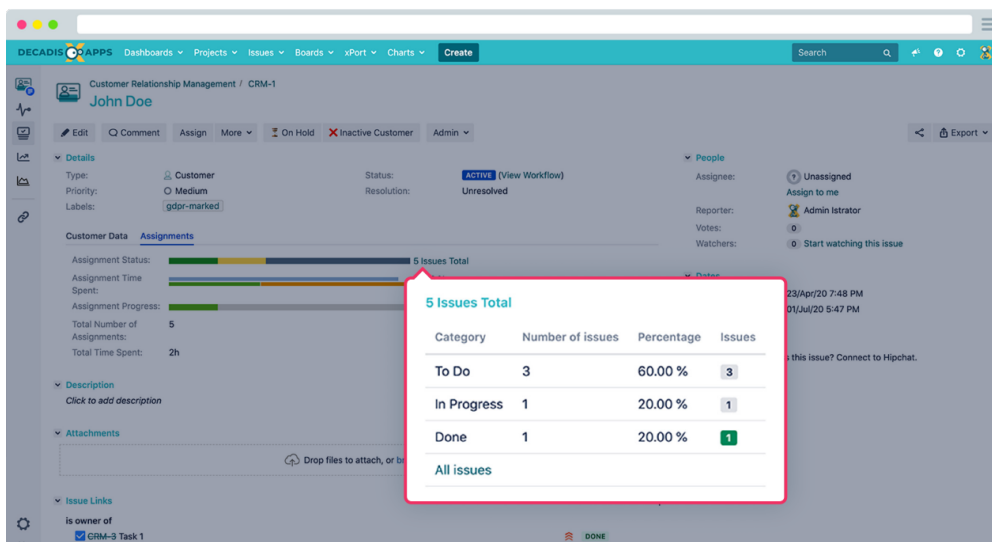 DECADIS APPS Dashboards Projects Issues Boards xPort Charts Create Search
Customer Relationship Management / CRM-1
John Doe
Edit Comment Assign More On Hold Inactive Customer Admin Export
Details
Type: Customer
Priority: Medium
Labels: gdpr-marked
Status: ACTIVE (View Workflow)
Resolution: Unresolved
People
Assignee: Unassigned
Assign to me
Reporter: Admin Istrator
Votes: 0
Watchers: 0 Start watching this issue
Customer Data Assignments
Assignment Status: 5 Issues Total
Assignment Time
Spent:
Assignment Progress:
Total Number of 5
Assignments:
Total Time Spent: 2h
Dates
23/Apr/20 7:48 PM
01/Jul/20 5:47 PM
this issue? Connect to Hipchat.
5 Issues Total
Category Number of issues Percentage Issues
To Do 3 60.00 % 3
In Progress 1 20.00 % 1
Done 1 20.00 % 1
All issues
Description
Click to add description
Attachments
Drop files to attach, or
Issue Links
is owner of
CRM-3 Task 1 DONE